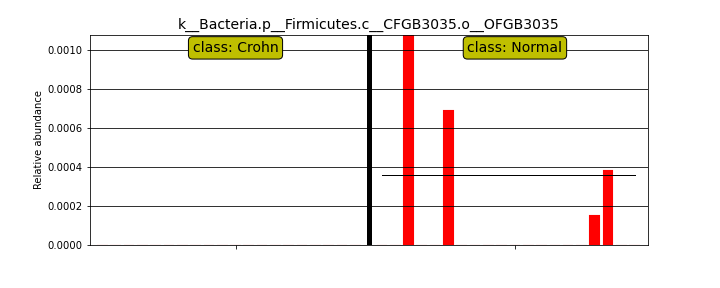 k__Bacteria.p__Firmicutes.c__CFGB3035.o__OFGB3035
class: Crohn
class: Normal
Relative abundance
0.0010
0.0008
0.0006
0.0004
0.0002
0.0000